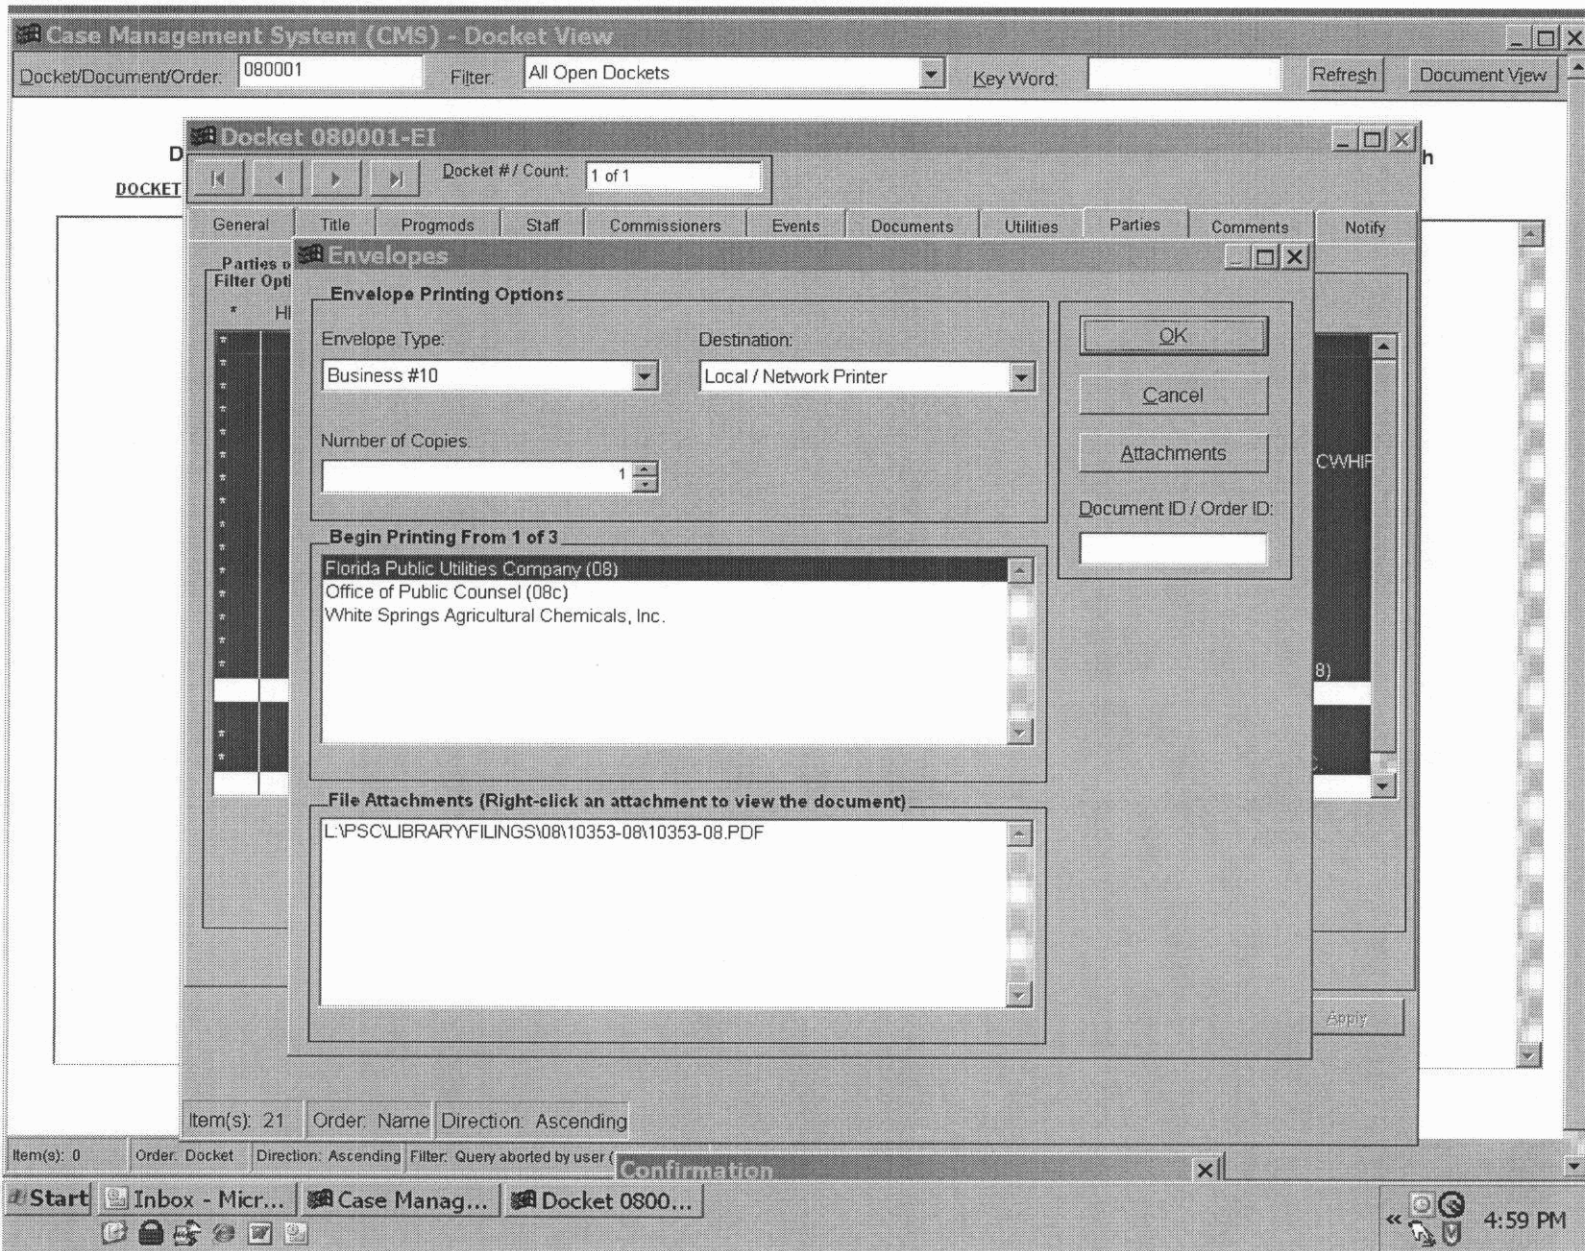 Case Management System (CMS) - Docket View
Docket/Document/Order: 080001 Filter: All Open Dockets Key Word: Refresh Document View
Docket 080001-EI
D h
DOCKET
Docket # / Count: 1 of 1
General Title Progmods Staff Commissioners Events Documents Utilities Parties Comments Notify
Parties o
Filter Opti
* HI
Envelopes
Envelope Printing Options
Envelope Type: Destination:
Business #10 Local / Network Printer
Number of Copies:
1
OK
Cancel
Attachments
Document ID / Order ID:
CWHIF
Begin Printing From 1 of 3
Florida Public Utilities Company (08)
Office of Public Counsel (08c)
White Springs Agricultural Chemicals, Inc.
8)
File Attachments (Right-click an attachment to view the document)
L:\PSC\LIBRARY\FILINGS\08\10353-08\10353-08.PDF
Apply
Item(s): 21 Order: Name Direction: Ascending
Item(s): 0 Order: Docket Direction: Ascending Filter: Query aborted by user (
Confirmation
Start Inbox - Micr... Case Manag... Docket 0800...
« 4:59 PM